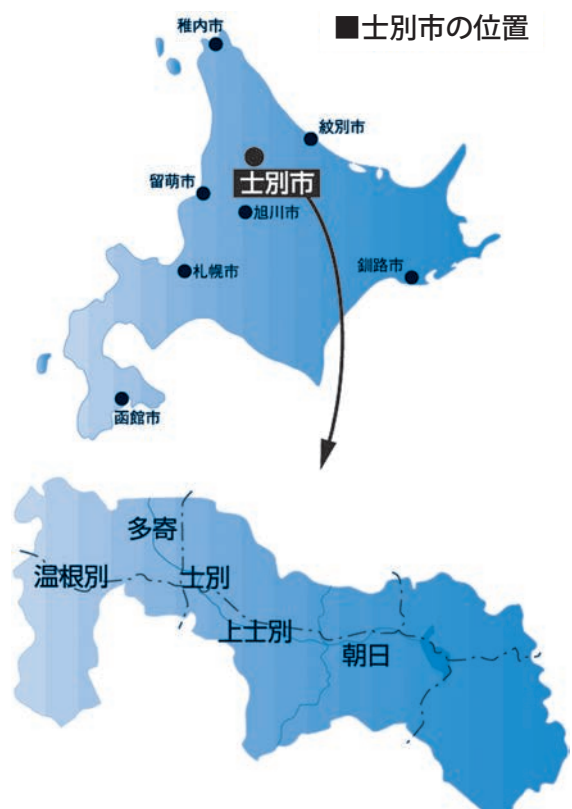 ■士別市の位置
稚内市
紋別市
士別市
留萌市
旭川市
札幌市
釧路市
函館市
多寄
温根別
士別
上士別
朝日